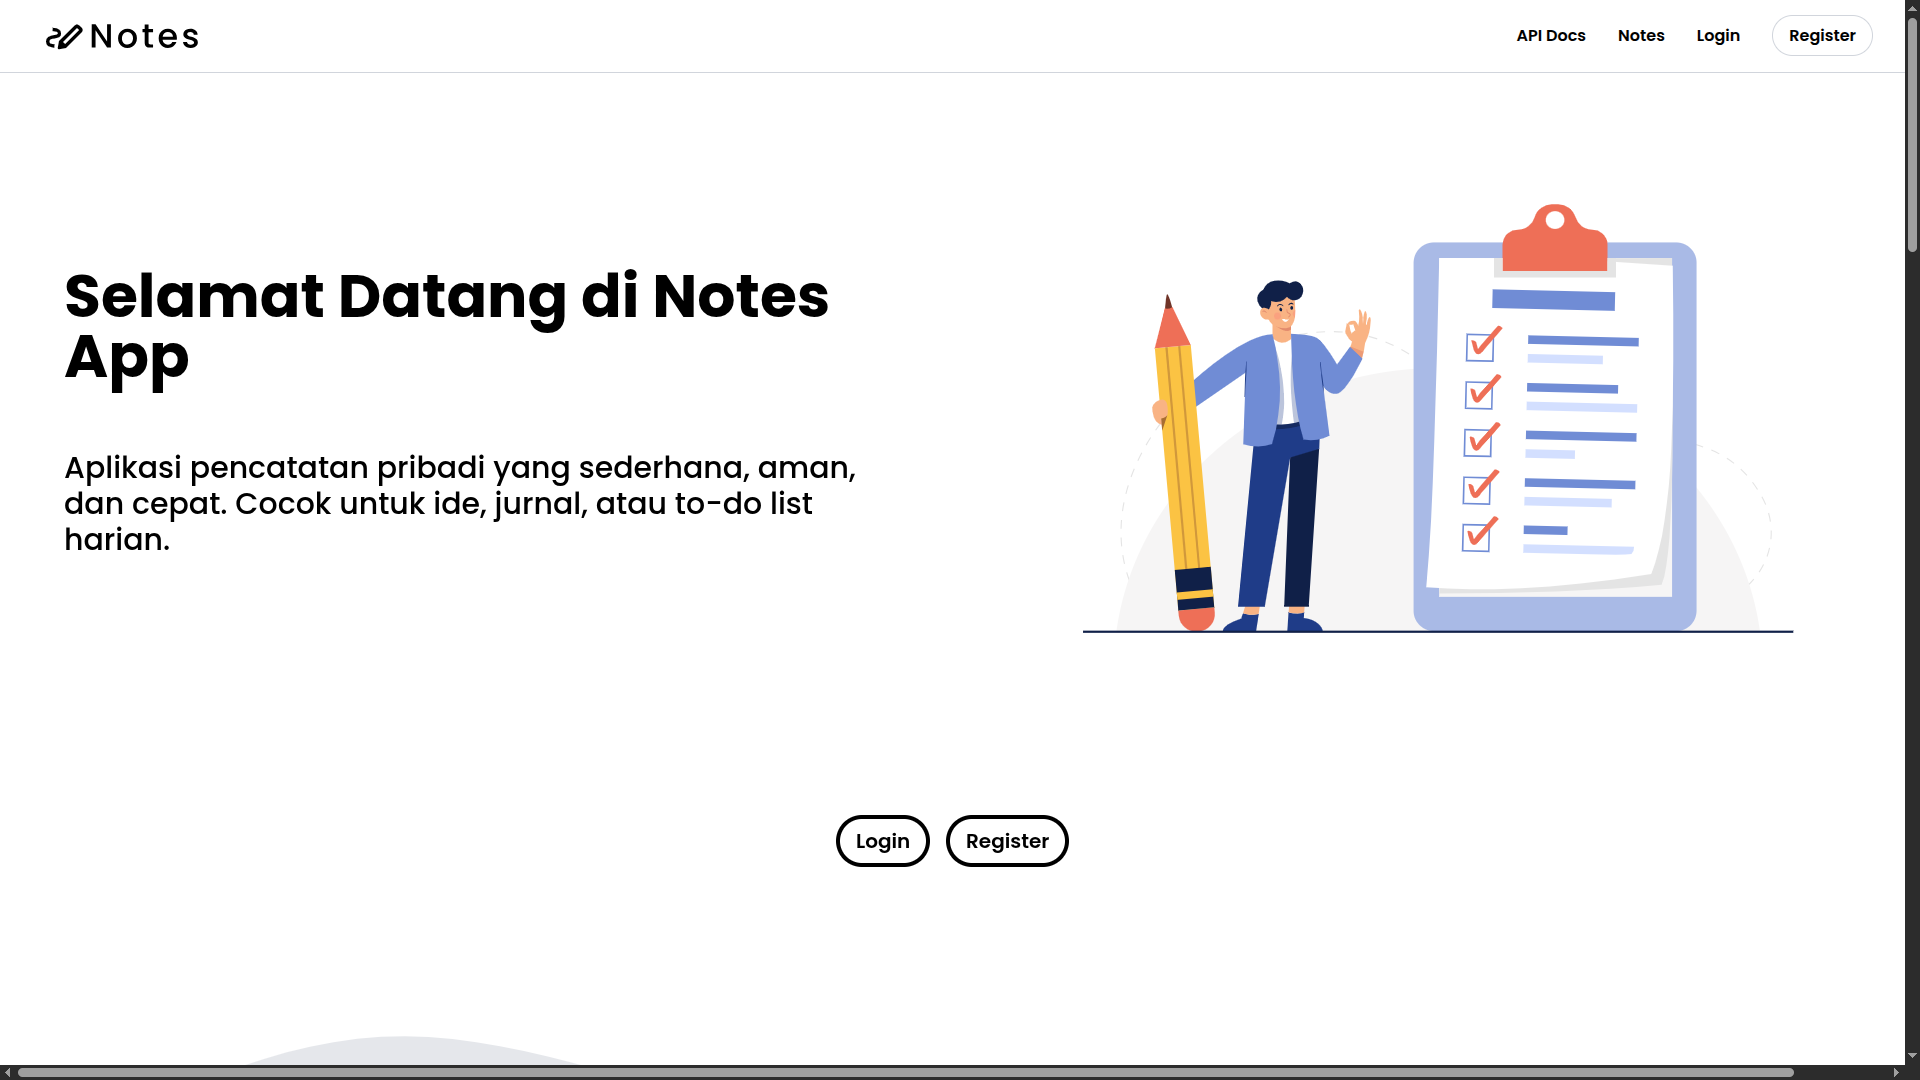 Notes
API Docs
Notes
Login
Register
Selamat Datang di Notes
App
Aplikasi pencatatan pribadi yang sederhana, aman,
dan cepat. Cocok untuk ide, jurnal, atau to-do list
harian.
Login
Register